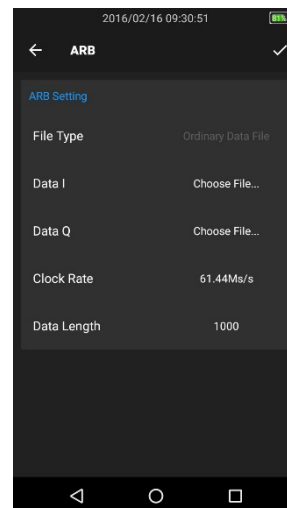 2016/02/16 09:30:51 81%
ARB
ARB Setting
File Type Ordinary Data File
Data I Choose File...
Data Q Choose File...
Clock Rate 61.44Ms/s
Data Length 1000